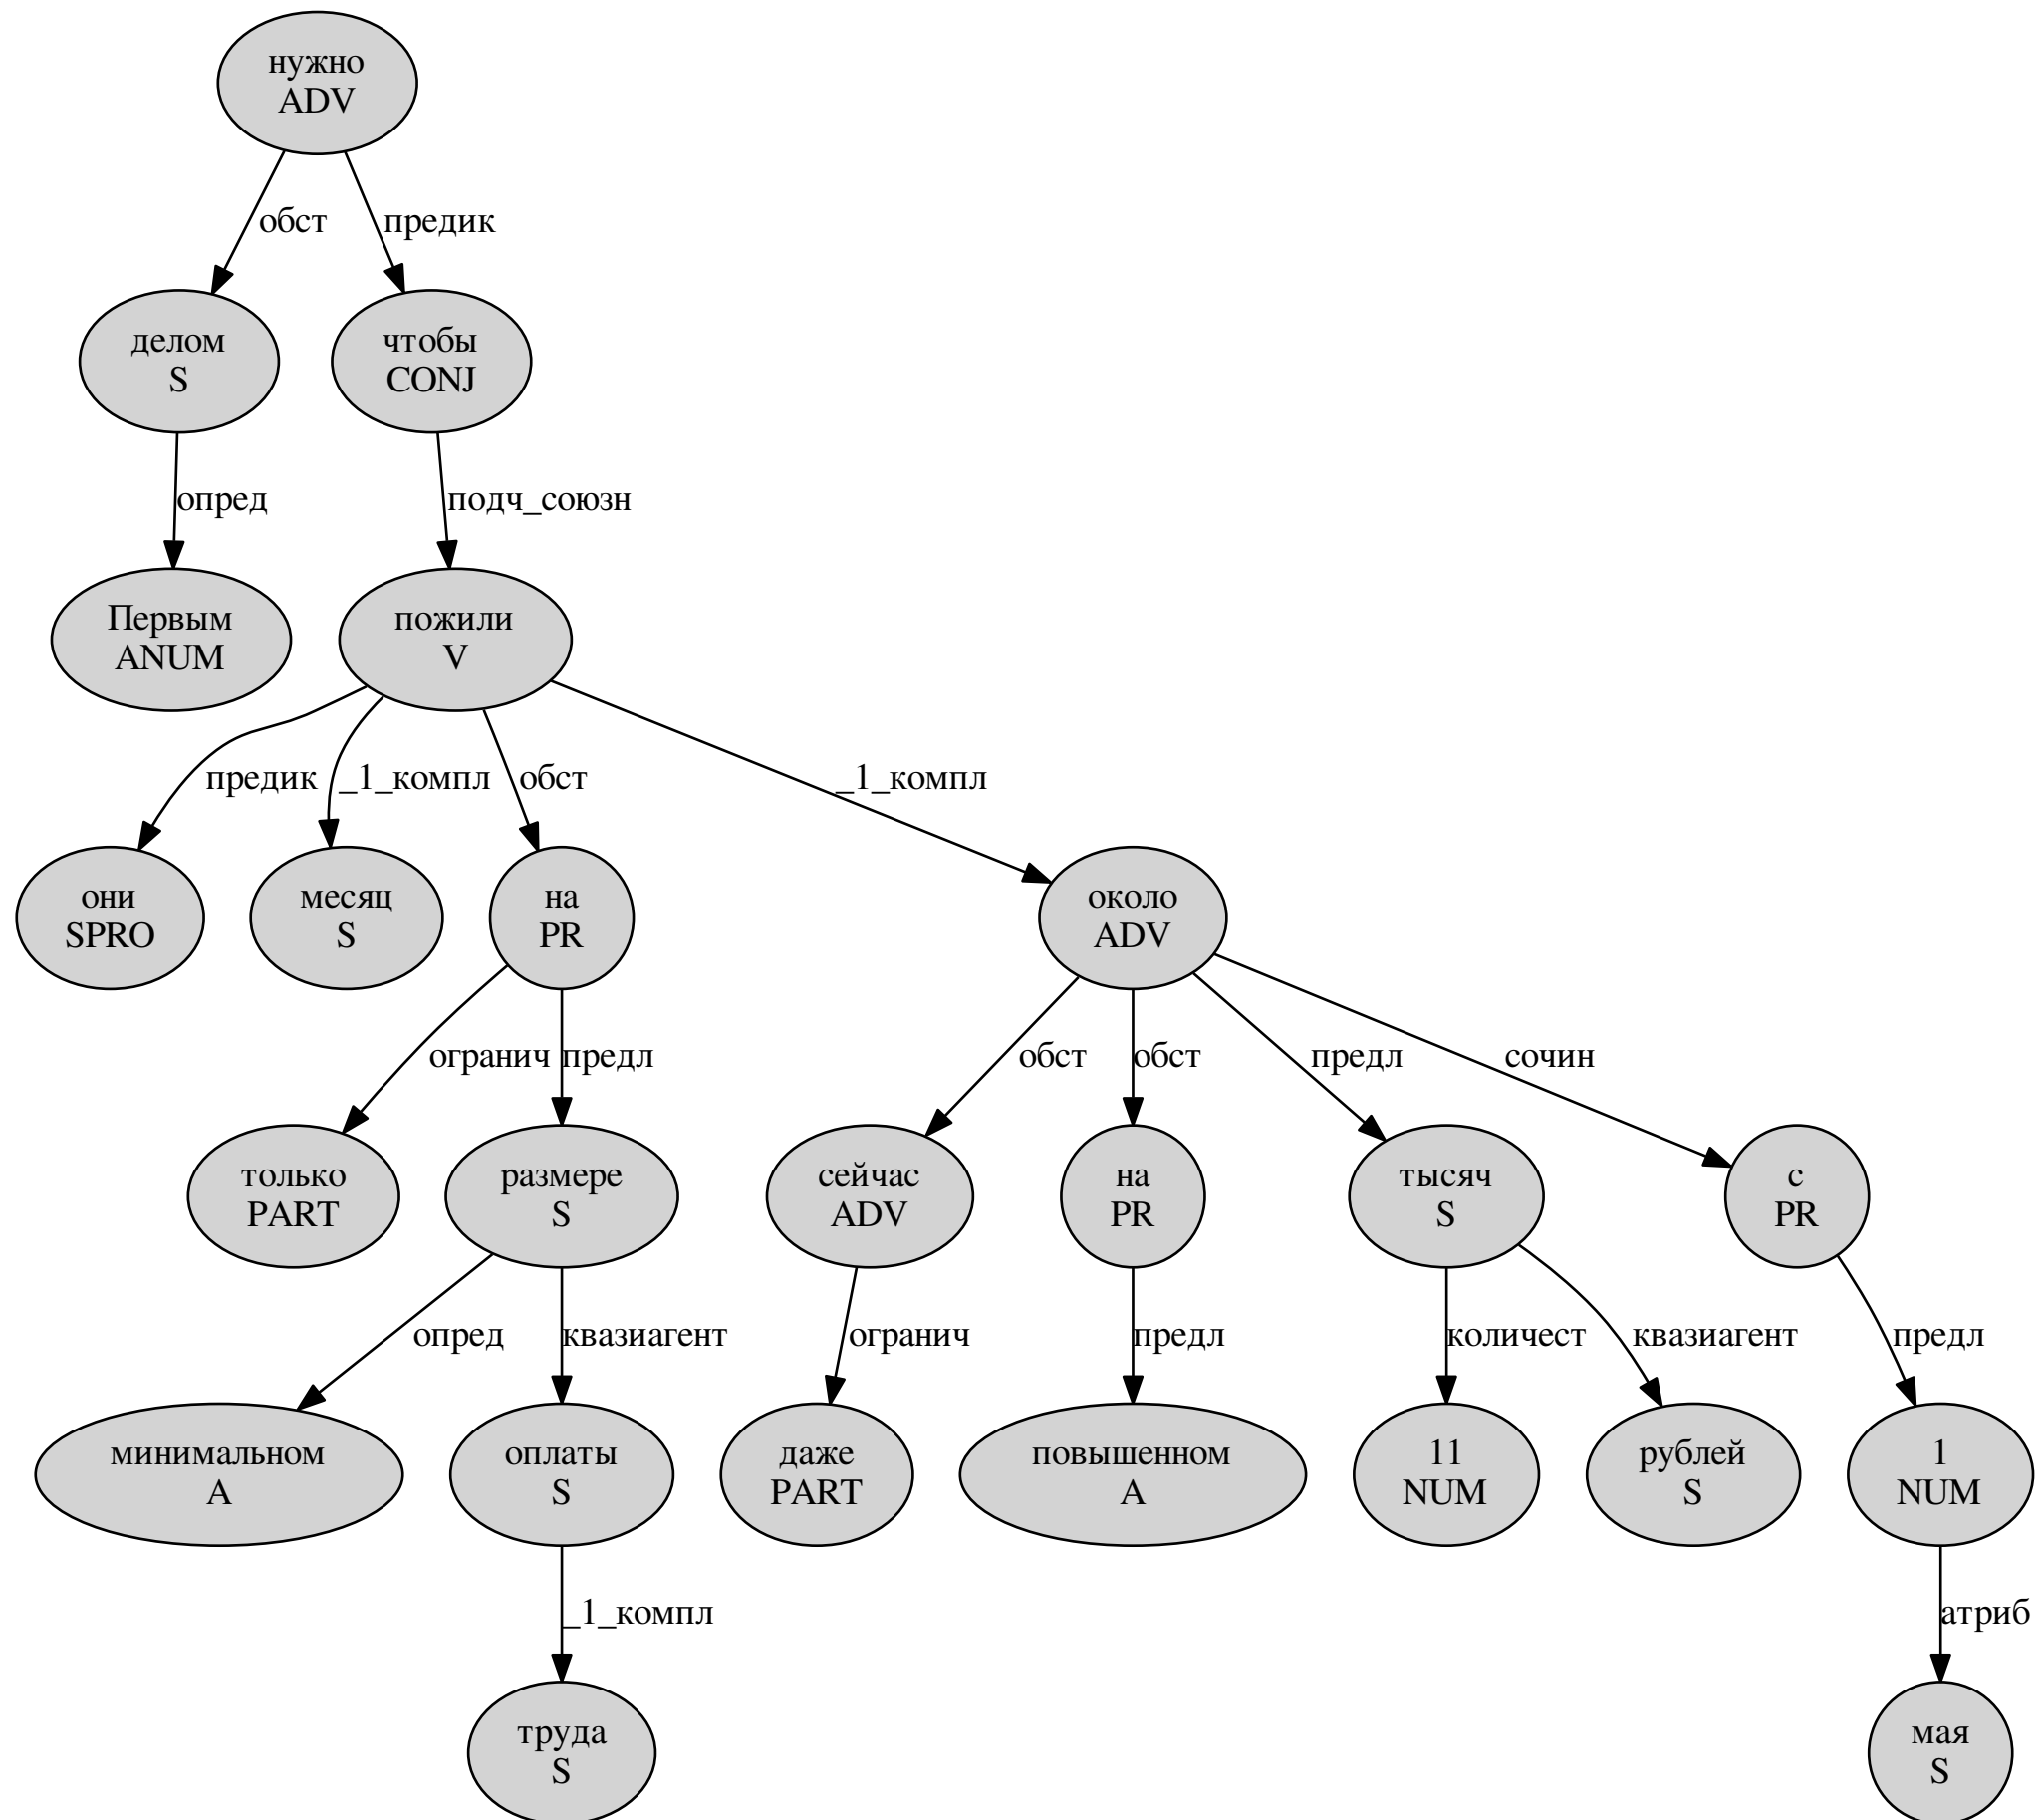 нужно
ADV
обст
предик
делом
S
чтобы
CONJ
опред
подч_союзн
Первым
ANUM
пожили
V
предик
_1_компл
обст
_1_компл
они
SPRO
месяц
S
на
PR
около
ADV
огранич
предл
обст
обст
предл
сочин
только
PART
размере
S
сейчас
ADV
на
PR
тысяч
S
с
PR
опред
квазиагент
огранич
предл
количест
квазиагент
предл
минимальном
A
оплаты
S
даже
PART
повышенном
A
11
NUM
рублей
S
1
NUM
_1_компл
атриб
труда
S
мая
S